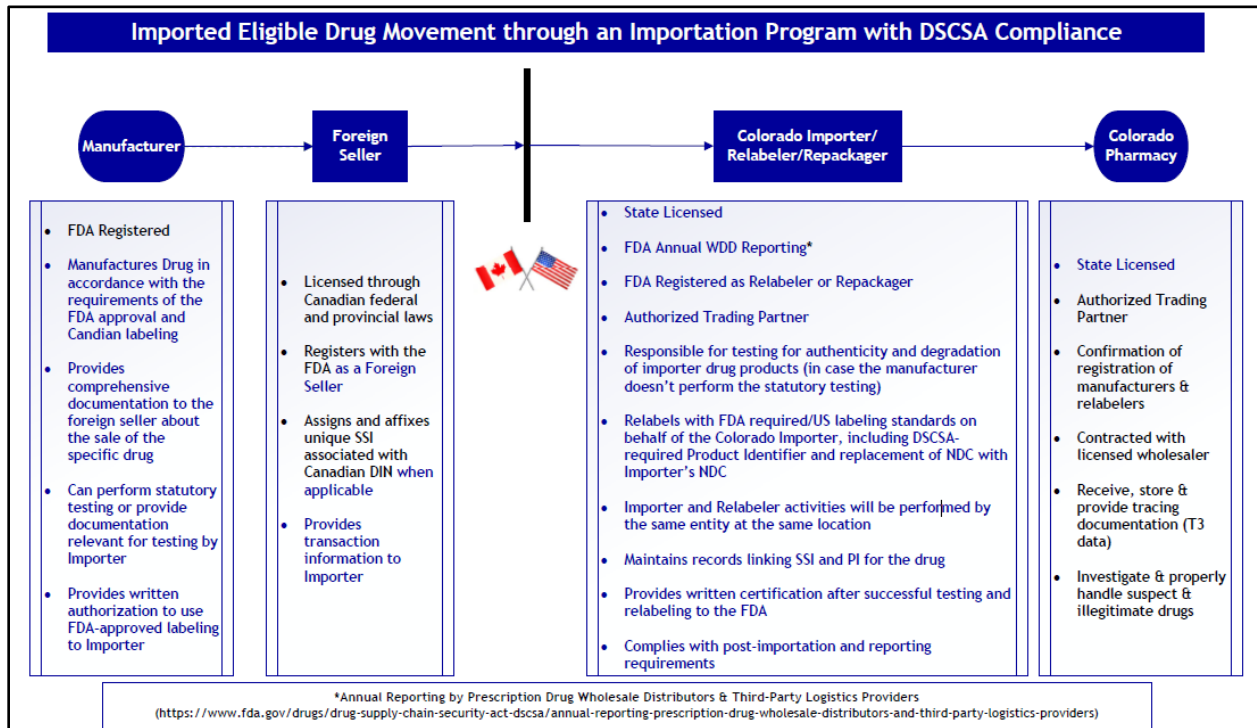 Imported Eligible Drug Movement through an Importation Program with DSCSA Compliance
Manufacturer
Foreign
Seller
Colorado Importer/
Relabeler/Repackager
Colorado
Pharmacy
• FDA Registered
• Manufactures Drug in
accordance with the
requirements of the
FDA approval and
Candian labeling
• Provides
comprehensive
documentation to the
foreign seller about
the sale of the
specific drug
• Can perform statutory
testing or provide
documentation
relevant for testing by
Importer
• Provides written
authorization to use
FDA-approved labeling
to Importer
• Licensed through
Canadian federal
and provincial laws
• Registers with the
FDA as a Foreign
Seller
• Assigns and affixes
unique SSI
associated with
Canadian DIN when
applicable
• Provides
transaction
information to
Importer
• State Licensed
• FDA Annual WDD Reporting*
• FDA Registered as Relabeler or Repackager
• Authorized Trading Partner
• Responsible for testing for authenticity and degradation
of importer drug products (in case the manufacturer
doesn't perform the statutory testing)
• Relabels with FDA required/US labeling standards on
behalf of the Colorado Importer, including DSCSA-
required Product Identifier and replacement of NDC with
Importer's NDC
• Importer and Relabeler activities will be performed by
the same entity at the same location
• Maintains records linking SSI and PI for the drug
• Provides written certification after successful testing and
relabeling to the FDA
• Complies with post-importation and reporting
requirements
• State Licensed
• Authorized Trading
Partner
• Confirmation of
registration of
manufacturers &
relabelers
• Contracted with
licensed wholesaler
• Receive, store &
provide tracing
documentation (T3
data)
• Investigate & properly
handle suspect &
illegitimate drugs
*Annual Reporting by Prescription Drug Wholesale Distributors & Third-Party Logistics Providers
(https://www.fda.gov/drugs/drug-supply-chain-security-act-dscsa/annual-reporting-prescription-drug-wholesale-distributors-and-third-party-logistics-providers)